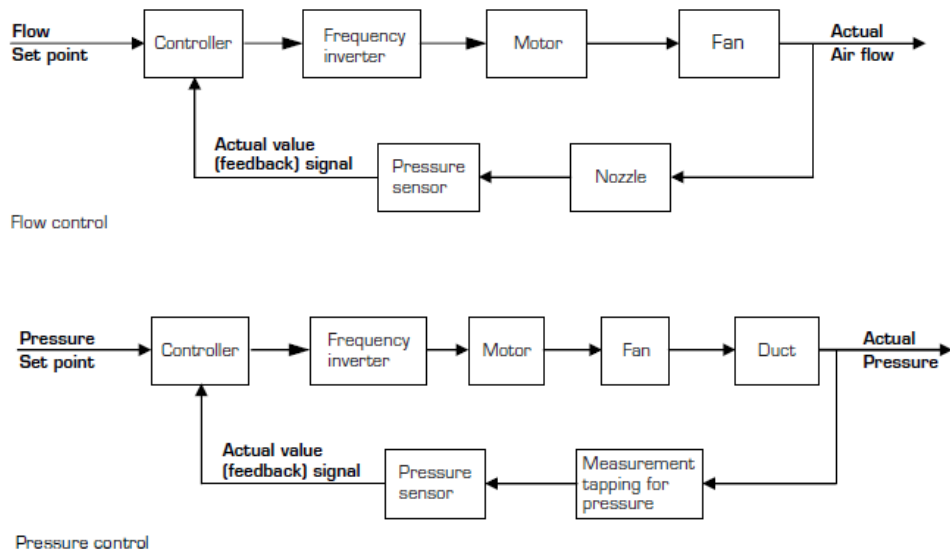 Flow
Set point
Controller
Frequency
inverter
Motor
Fan
Actual
Air flow
Actual value
(feedback) signal
Pressure
sensor
Nozzle
Flow control
Pressure
Set point
Controller
Frequency
inverter
Motor
Fan
Duct
Actual
Pressure
Actual value
(feedback) signal
Pressure
sensor
Measurement
tapping for
pressure
Pressure control